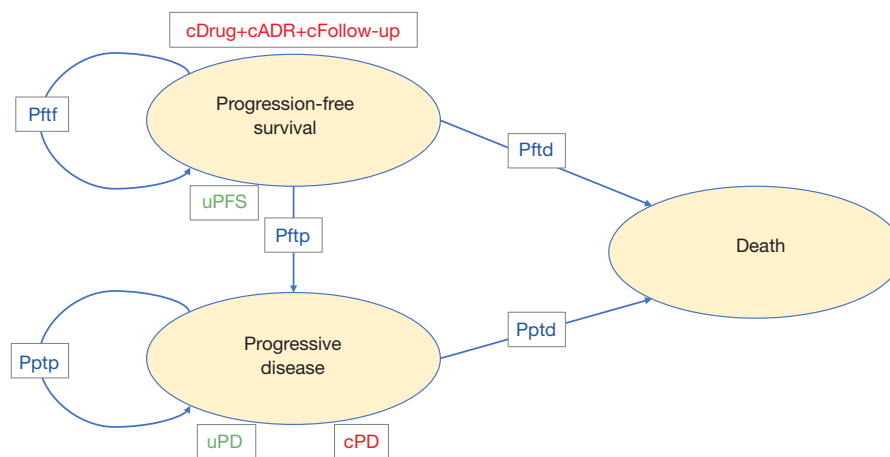 cDrug+cADR+cFollow-up
Progression-free
survival
Pftf
Pftd
uPFS
Pftp
Death
Progressive
disease
Pptp
Pptd
uPD
cPD